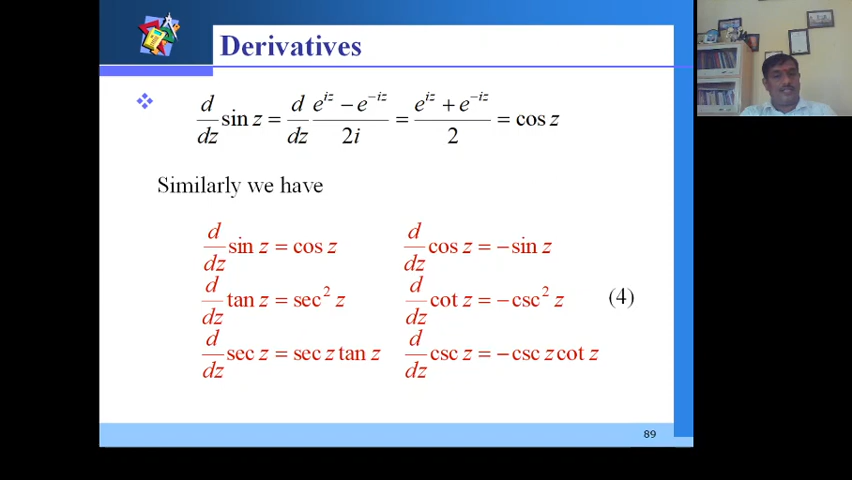 Derivatives
d/dz sin z = d/dz (e^{iz} − e^{−iz})/2i = (e^{iz} + e^{−iz})/2 = cos z
Similarly we have
d/dz sin z = cos z    d/dz cos z = −sin z
d/dz tan z = sec² z    d/dz cot z = −csc² z    (4)
d/dz sec z = sec z tan z    d/dz csc z = −csc z cot z
89